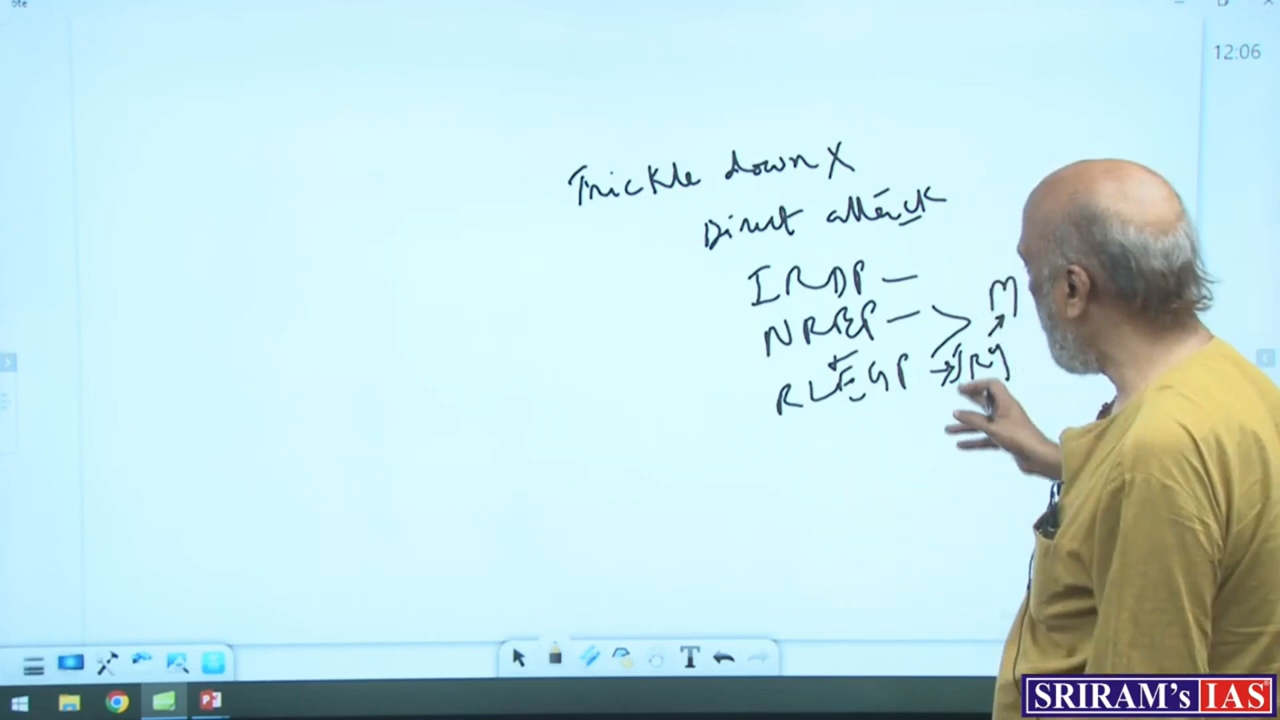 12:06
Trickle down X
Direct attack
IRDP —
NREP —
RLEGP → JRY → M
T
SRIRAM's IAS